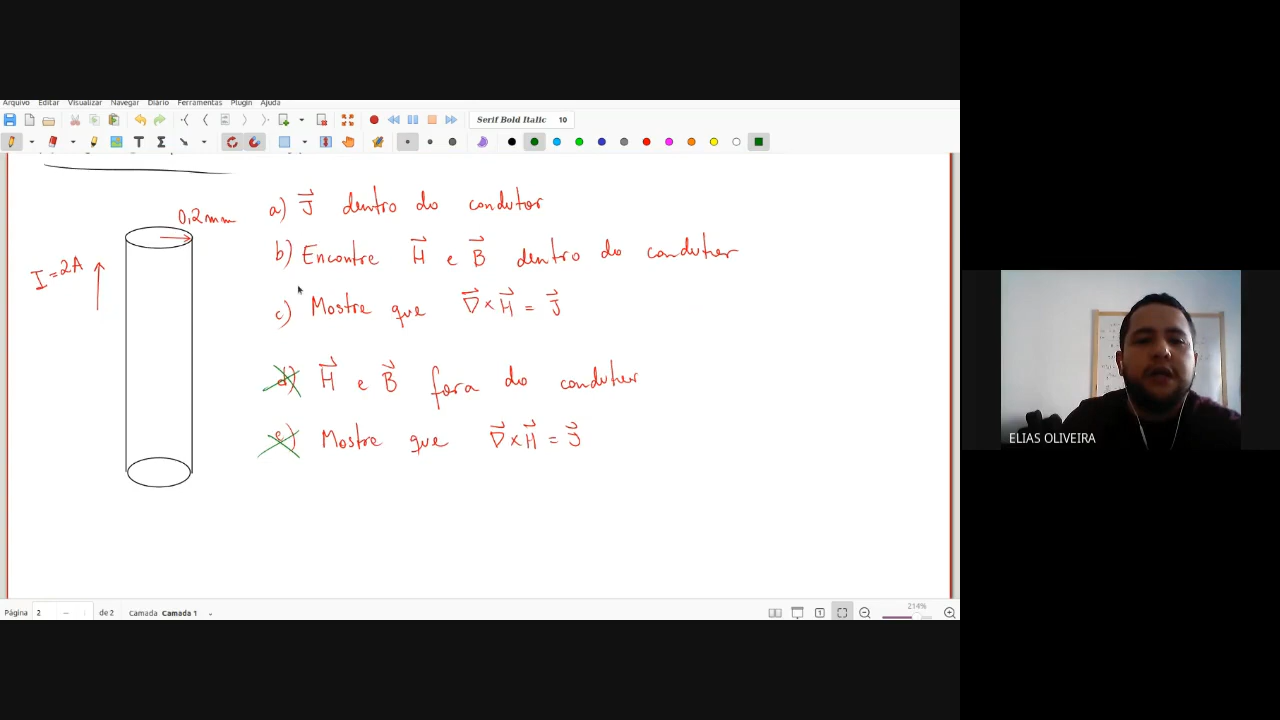 Arquivo Editar Visualizar Navegar Diário Ferramentas Plugin Ajuda
Serif Bold Italic 10
0,2mm
I = 2A
a) J⃗ dentro do condutor
b) Encontre H⃗ e B⃗ dentro do condutor
c) Mostre que ∇⃗ × H⃗ = J⃗
d) H⃗ e B⃗ fora do condutor
e) Mostre que ∇⃗ × H⃗ = J⃗
ELIAS OLIVEIRA
Página 2 de 2 Camada Camada 1
214%